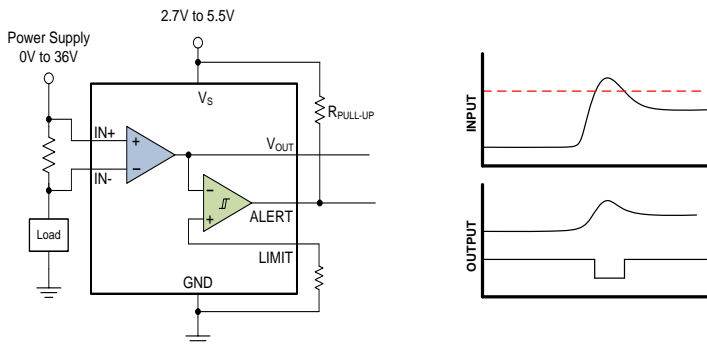 2.7V to 5.5V
Power Supply
0V to 36V
VS
RPULL-UP
IN+
+
VOUT
IN-
-
-
+
ALERT
Load
LIMIT
GND
INPUT
OUTPUT